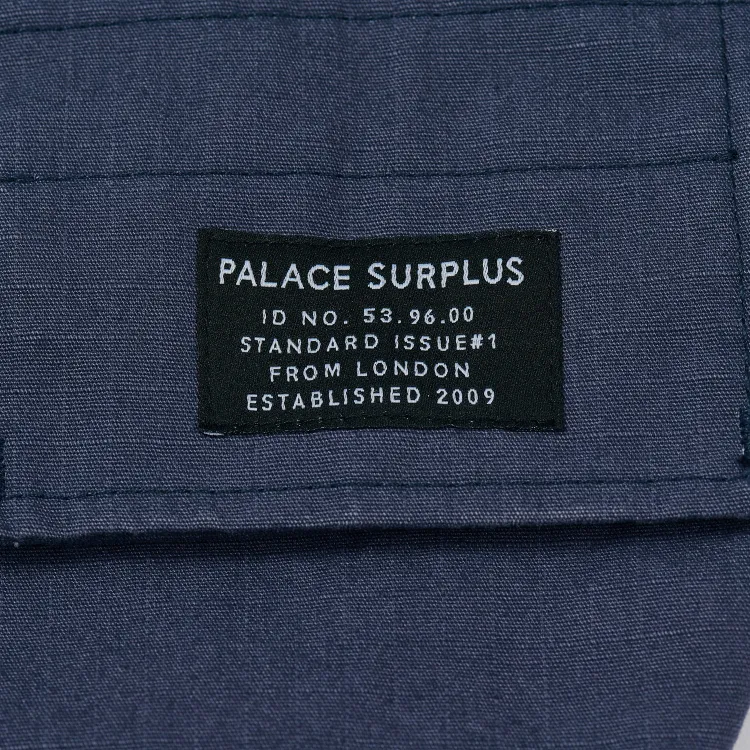 PALACE SURPLUS
ID NO. 53.96.00
STANDARD ISSUE#1
FROM LONDON
ESTABLISHED 2009